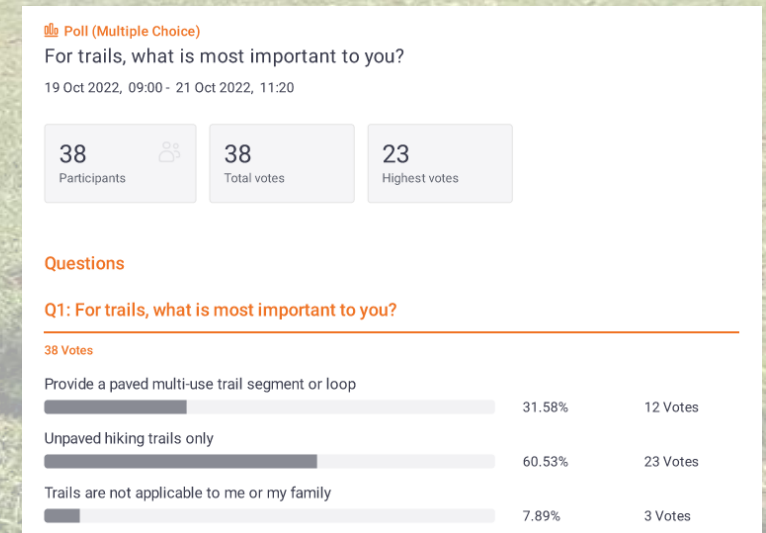 Poll (Multiple Choice)
For trails, what is most important to you?
19 Oct 2022, 09:00 - 21 Oct 2022, 11:20
38 38 23
Participants Total votes Highest votes
Questions
Q1: For trails, what is most important to you?
38 Votes
Provide a paved multi-use trail segment or loop
31.58% 12 Votes
Unpaved hiking trails only
60.53% 23 Votes
Trails are not applicable to me or my family
7.89% 3 Votes